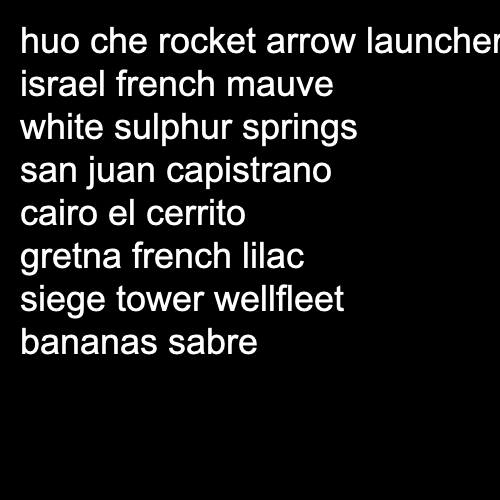 huo che rocket arrow launcher
israel french mauve
white sulphur springs
san juan capistrano
cairo el cerrito
gretna french lilac
siege tower wellfleet
bananas sabre